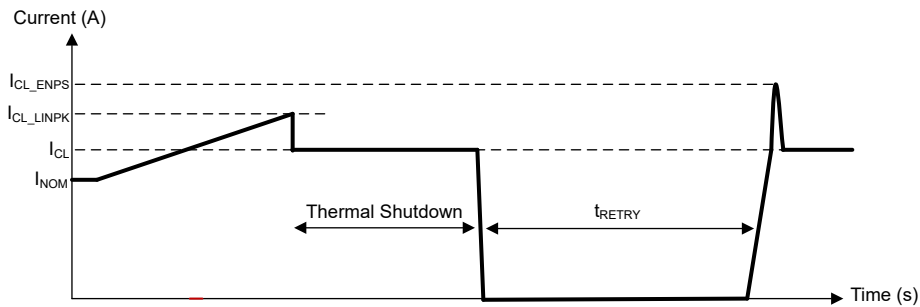 Current (A)
I_CL_ENPS
I_CL_LINPK
I_CL
I_NOM
Thermal Shutdown
t_RETRY
Time (s)